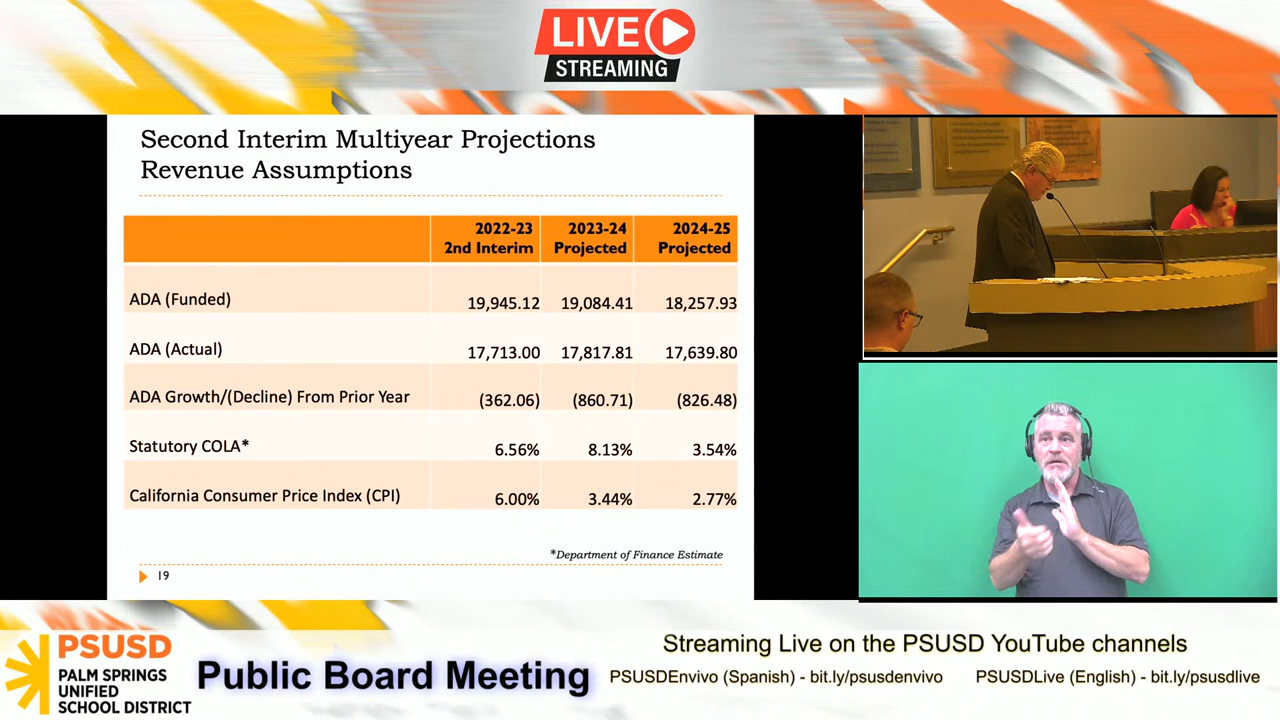 LIVE
STREAMING
Second Interim Multiyear Projections
Revenue Assumptions
2022-23 2023-24 2024-25
2nd Interim Projected Projected
ADA (Funded) 19,945.12 19,084.41 18,257.93
ADA (Actual) 17,713.00 17,817.81 17,639.80
ADA Growth/(Decline) From Prior Year (362.06) (860.71) (826.48)
Statutory COLA* 6.56% 8.13% 3.54%
California Consumer Price Index (CPI) 6.00% 3.44% 2.77%
*Department of Finance Estimate
19
PSUSD
PALM SPRINGS
UNIFIED
SCHOOL DISTRICT
Public Board Meeting
Streaming Live on the PSUSD YouTube channels
PSUSDEnvivo (Spanish) - bit.ly/psusdenvivo PSUSDLive (English) - bit.ly/psusdlive